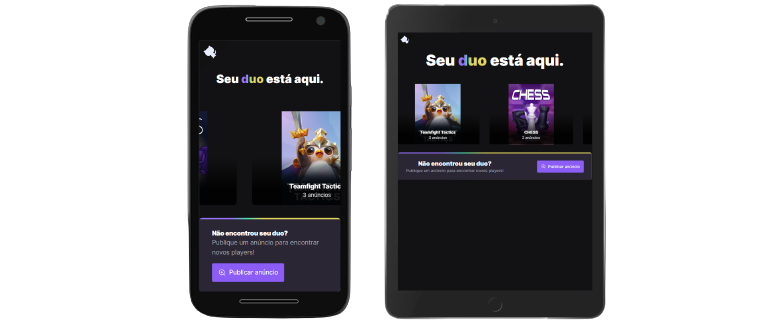 Seu duo está aqui.
Teamfight Tactic
3 anúncios
Não encontrou seu duo?
Publique um anúncio para encontrar
novos players!
Publicar anúncio
Seu duo está aqui.
CHESS
Teamfight Tactics
3 anúncios
CHESS
2 anúncios
Não encontrou seu duo?
Publique um anúncio para encontrar novos players!
Publicar anúncio